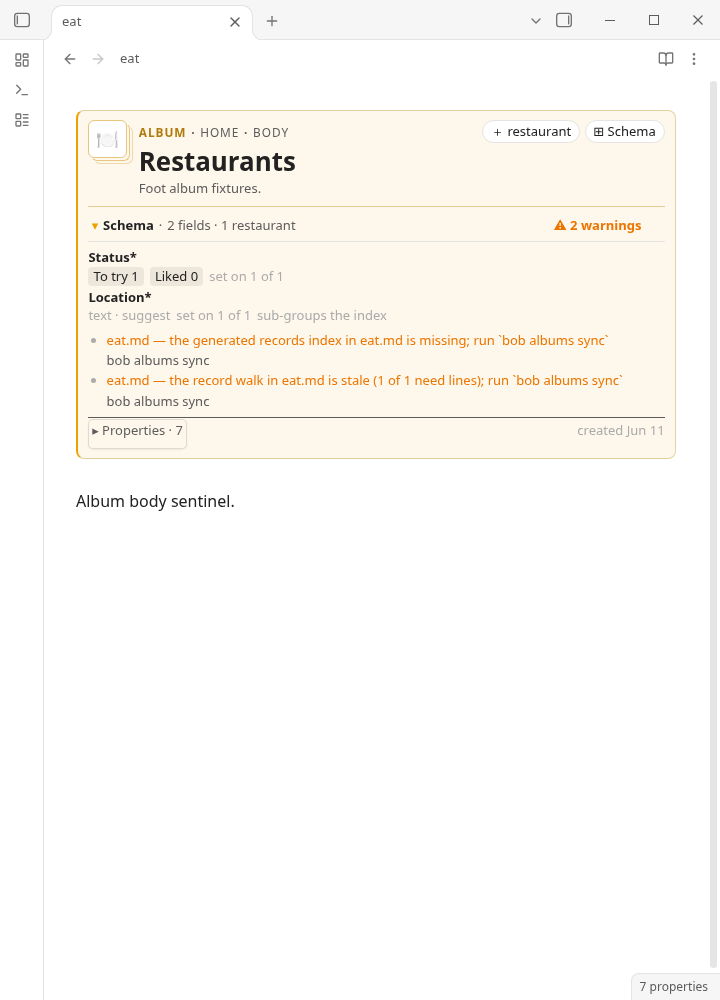 eat
eat
ALBUM · HOME · BODY
+ restaurant
⊞ Schema
Restaurants
Foot album fixtures.
▾ Schema · 2 fields · 1 restaurant
⚠ 2 warnings
Status*
To try 1 Liked 0 set on 1 of 1
Location*
text · suggest set on 1 of 1 sub-groups the index
• eat.md — the generated records index in eat.md is missing; run `bob albums sync`
bob albums sync
• eat.md — the record walk in eat.md is stale (1 of 1 need lines); run `bob albums sync`
bob albums sync
▸ Properties · 7
created Jun 11
Album body sentinel.
7 properties